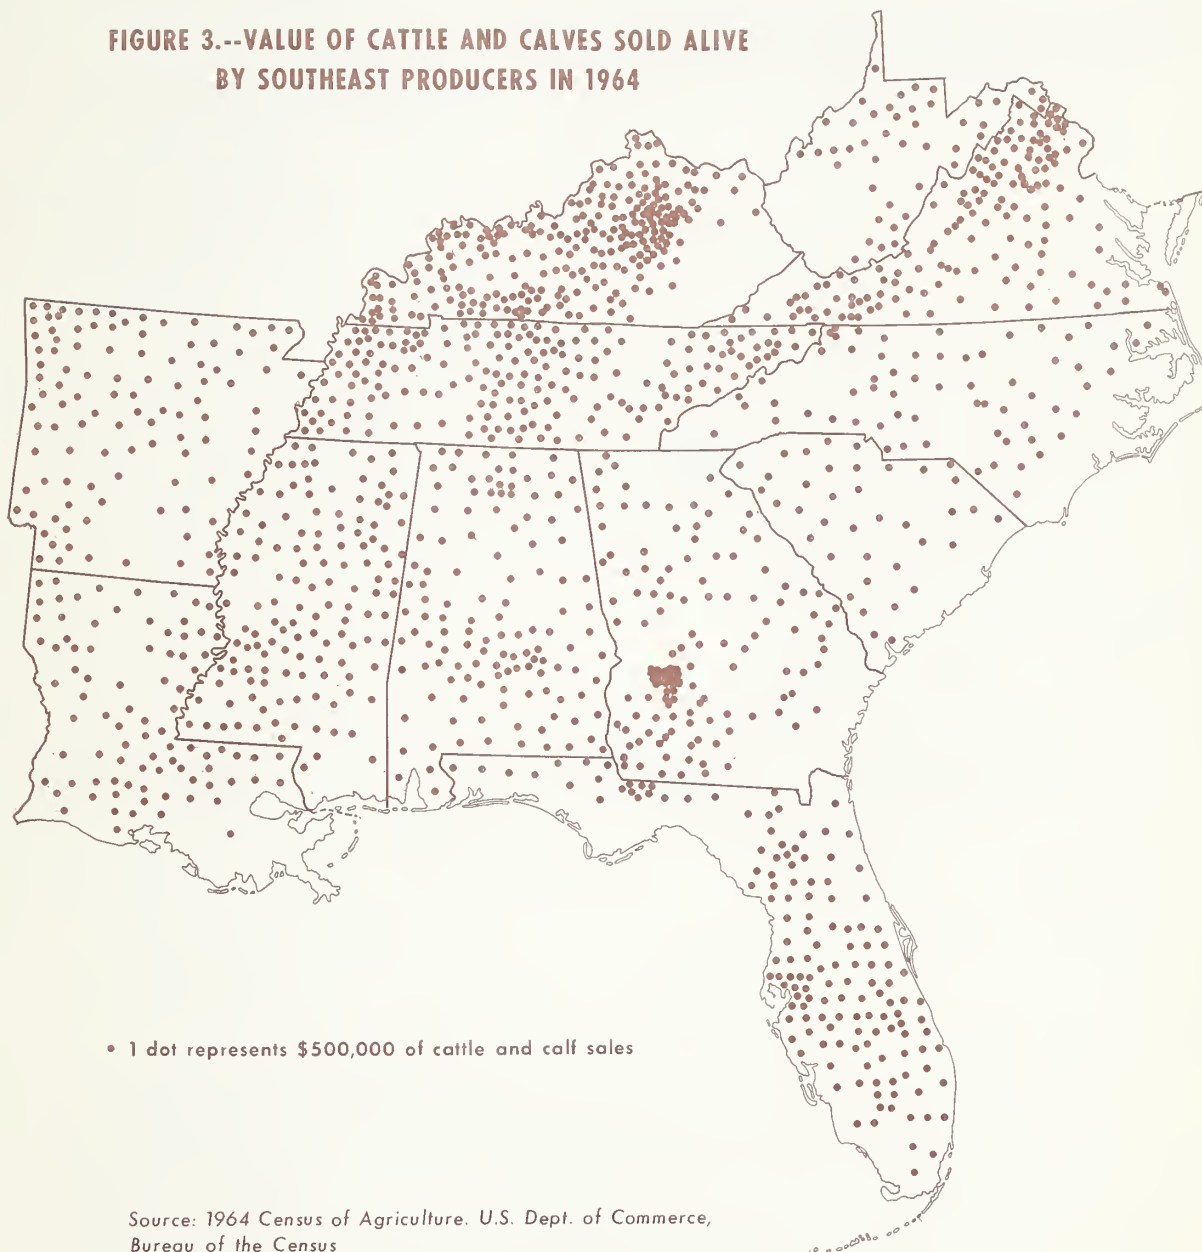 FIGURE 3.--VALUE OF CATTLE AND CALVES SOLD ALIVE
BY SOUTHEAST PRODUCERS IN 1964
• 1 dot represents $500,000 of cattle and calf sales
Source: 1964 Census of Agriculture. U.S. Dept. of Commerce,
Bureau of the Census